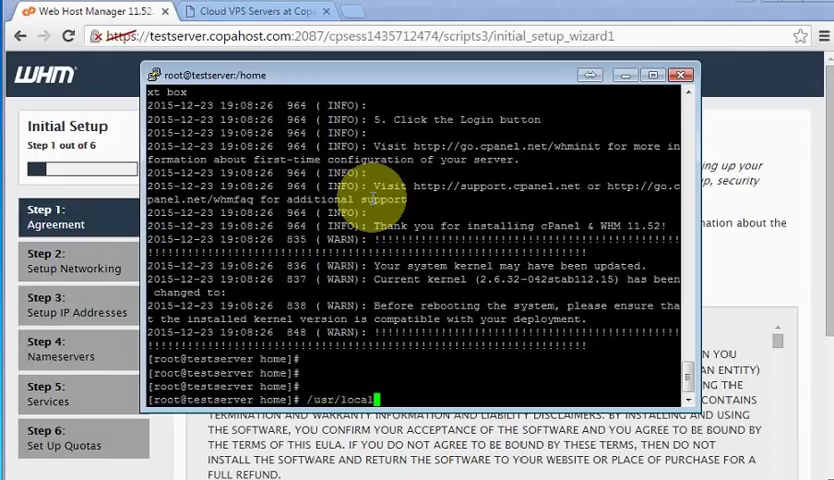 Web Host Manager 11.52.
Cloud VPS Servers at Copa
https://testserver.copahost.com:2087/cpsess1435712474/scripts3/initial_setup_wizard1
WHM
root@testserver:/home
xt box
2015-12-23 19:08:26  964 ( INFO):
2015-12-23 19:08:26  964 ( INFO): 5. Click the Login button
2015-12-23 19:08:26  964 ( INFO):
2015-12-23 19:08:26  964 ( INFO): Visit http://go.cpanel.net/whminit for more in
formation about first-time configuration of your server.
2015-12-23 19:08:26  964 ( INFO):
2015-12-23 19:08:26  964 ( INFO): Visit http://support.cpanel.net or http://go.c
panel.net/whmfaq for additional support
2015-12-23 19:08:26  964 ( INFO):
2015-12-23 19:08:26  964 ( INFO): Thank you for installing cPanel & WHM 11.52!
2015-12-23 19:08:26  835 ( WARN): !!!!!!!!!!!!!!!!!!!!!!!!!!!!!!!!!!!!!!!!!!!!!!
!!!!!!!!!!!!!!!!!!!!!!!!!!!!!!!!!!!!!!!!!!!!!!!!!!!!!!!!!!!!!!!!!!
2015-12-23 19:08:26  836 ( WARN): Your system kernel may have been updated.
2015-12-23 19:08:26  837 ( WARN): Current kernel (2.6.32-042stab112.15) has been
 changed to:
2015-12-23 19:08:26  838 ( WARN): Before rebooting the system, please ensure tha
t the installed kernel version is compatible with your deployment.
2015-12-23 19:08:26  848 ( WARN): !!!!!!!!!!!!!!!!!!!!!!!!!!!!!!!!!!!!!!!!!!!!!!
!!!!!!!!!!!!!!!!!!!!!!!!!!!!!!!!!!!!!!!!!!!!!!!!!!!!!!!!!!!!!!!!!!
[root@testserver home]#
[root@testserver home]#
[root@testserver home]#
[root@testserver home]# /usr/local
Initial Setup
Step 1 out of 6
Step 1:
Agreement
Step 2:
Setup Networking
Step 3:
Setup IP Addresses
Step 4:
Nameservers
Step 5:
Services
Step 6:
Set Up Quotas
ing up your
, security
about the
N YOU
AN ENTITY)
NG THE
CONTAINS
TERMINATION AND WARRANTY INFORMATION AND LIABILITY DISCLAIMERS. BY INSTALLING AND USING
THE SOFTWARE, YOU CONFIRM YOUR ACCEPTANCE OF THE SOFTWARE AND YOU AGREE TO BE BOUND BY
THE TERMS OF THIS EULA. IF YOU DO NOT AGREE TO BE BOUND BY THESE TERMS, THEN DO NOT
INSTALL THE SOFTWARE AND RETURN THE SOFTWARE TO YOUR WEBSITE OR PLACE OF PURCHASE FOR A
FULL REFUND.